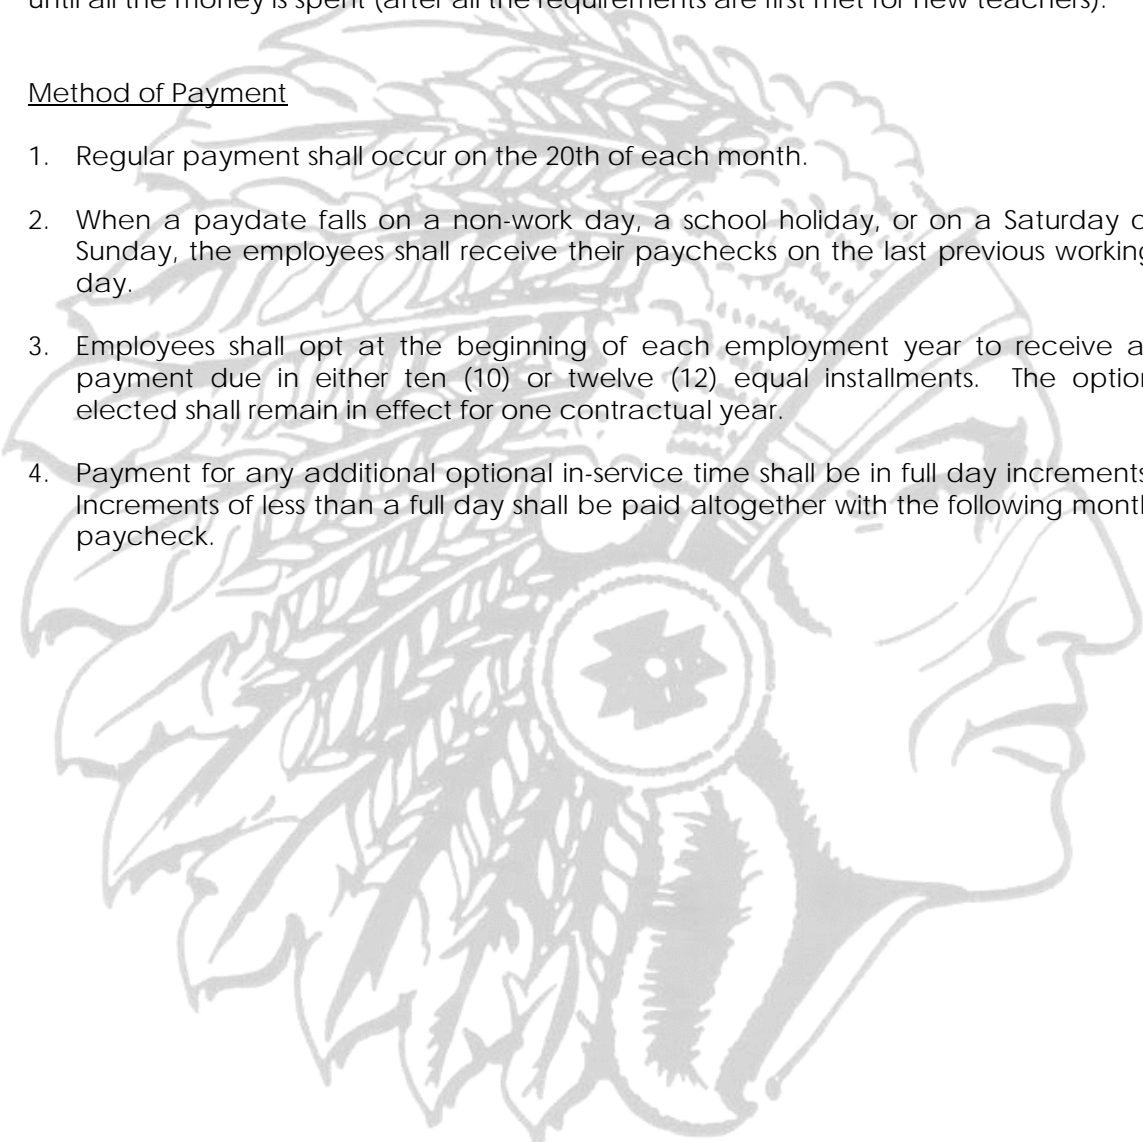 until all the money is spent (after all the requirements are first met for new teachers).
Method of Payment
1. Regular payment shall occur on the 20th of each month.
2. When a paydate falls on a non-work day, a school holiday, or on a Saturday
Sunday, the employees shall receive their paychecks on the last previous working
day.
3. Employees shall opt at the beginning of each employment year to receive
payment due in either ten (10) or twelve (12) equal installments. The option
elected shall remain in effect for one contractual year.
4. Payment for any additional optional in-service time shall be in full day increments
Increments of less than a full day shall be paid altogether with the following month
paycheck.